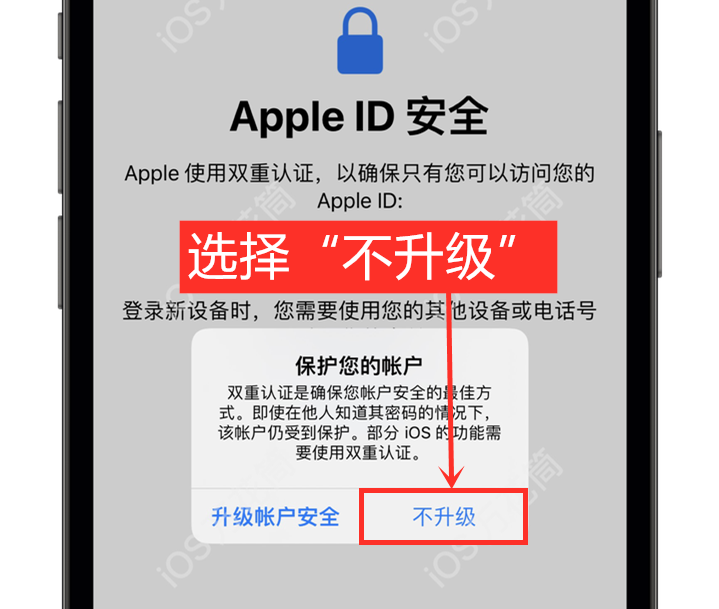 Apple ID 安全
Apple 使用双重认证，以确保只有您可以访问您的
Apple ID:
选择“不升级”
登录新设备时，您需要使用您的其他设备或电话号
保护您的帐户
双重认证是确保您帐户安全的最佳方
式。即使在他人知道其密码的情况下，
该帐户仍受到保护。部分 iOS 的功能需
要使用双重认证。
升级帐户安全
不升级